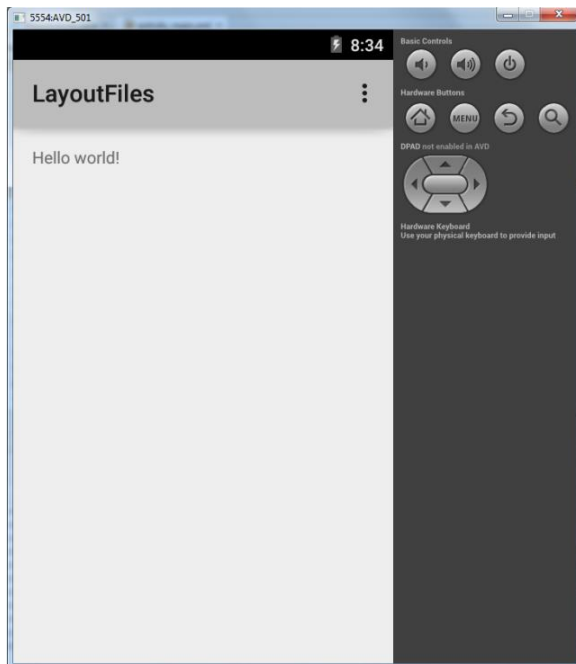 5554:AVD_501
8:34
LayoutFiles
Hello world!
Basic Controls
Hardware Buttons
MENU
DPAD not enabled in AVD
Hardware Keyboard
Use your physical keyboard to provide input